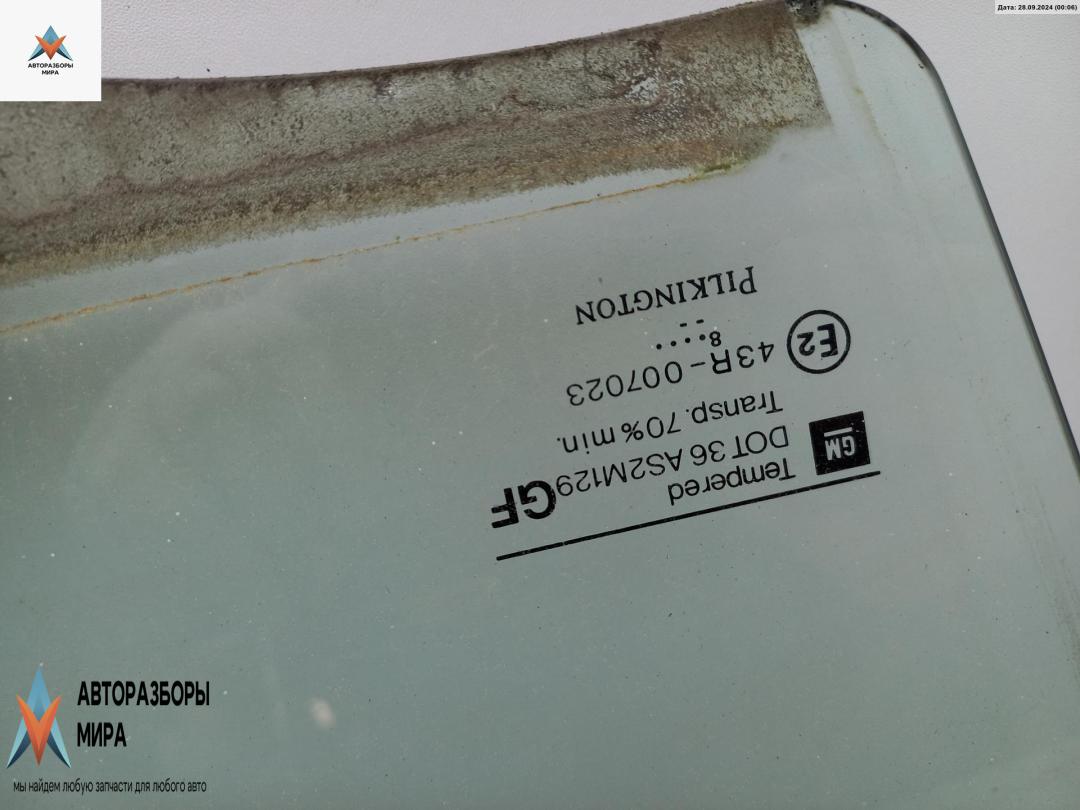 Дата: 28.09.2024 (00:06)
АВТОРАЗБОРЫ
МИРА
Tempered
GM DOT 36 AS2M129 GF
Transp. 70% min.
E2 43R-007023
8
PILKINGTON
АВТОРАЗБОРЫ
МИРА
мы найдем любую запчасти для любого авто